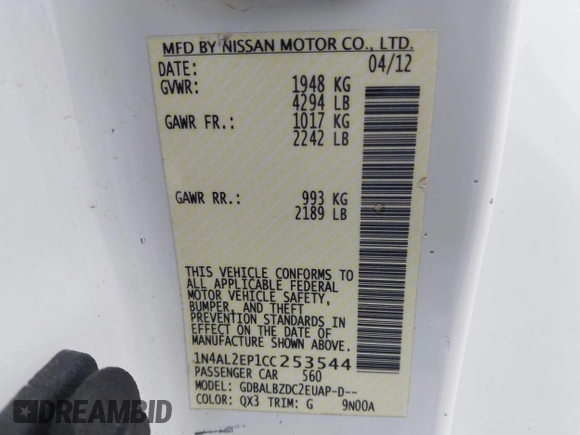 MFD BY NISSAN MOTOR CO., LTD.
DATE: 04/12
GVWR: 1948 KG
4294 LB
GAWR FR.: 1017 KG
2242 LB
GAWR RR.: 993 KG
2189 LB
THIS VEHICLE CONFORMS TO
ALL APPLICABLE FEDERAL
MOTOR VEHICLE SAFETY,
BUMPER, AND THEFT
PREVENTION STANDARDS IN
EFFECT ON THE DATE OF
MANUFACTURE SHOWN ABOVE.
1N4AL2EP1CC253544
PASSENGER CAR 560
MODEL: GDBALBZDC2EUAP-D--
COLOR: QX3 TRIM: G 9N00A
RADCARFAX.COM